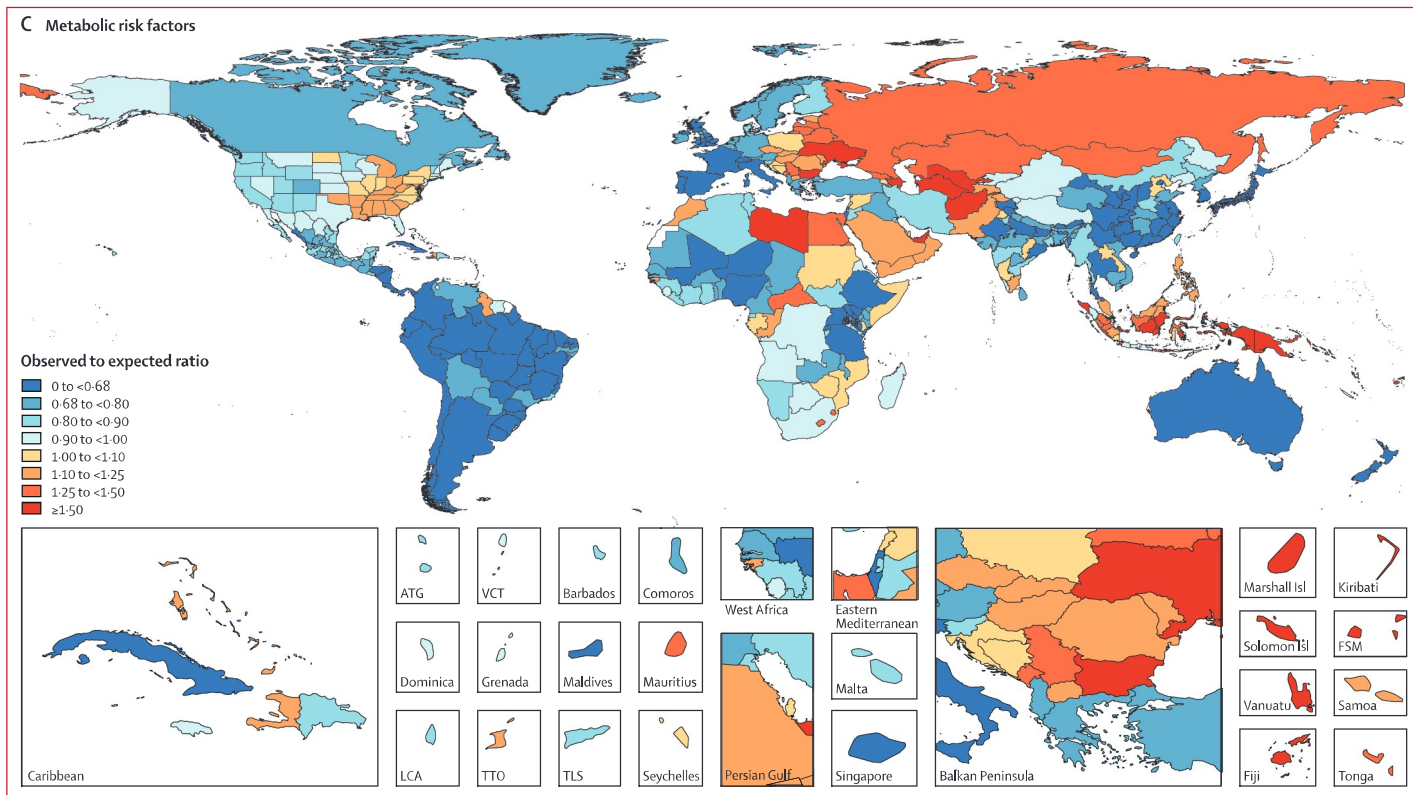 C Metabolic risk factors
Observed to expected ratio
0 to <0·68
0·68 to <0·80
0·80 to <0·90
0·90 to <1·00
1·00 to <1·10
1·10 to <1·25
1·25 to <1·50
≥1·50
Caribbean
ATG
VCT
Barbados
Comoros
Dominica
Grenada
Maldives
Mauritius
LCA
TTO
TLS
Seychelles
West Africa
Eastern
Mediterranean
Persian Gulf
Malta
Singapore
Balkan Peninsula
Marshall Isl
Kiribati
Solomon Isl
FSM
Vanuatu
Samoa
Fiji
Tonga